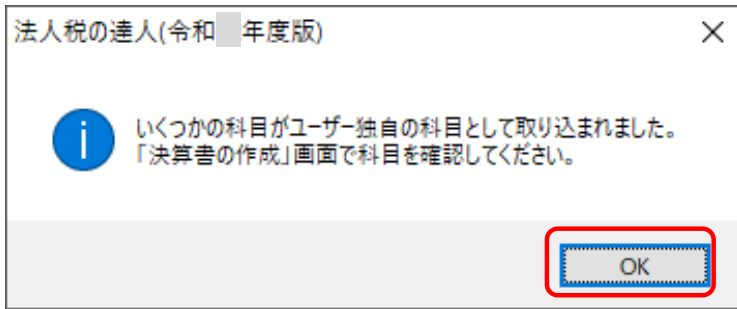 法人税の達人(令和 年度版)
いくつかの科目がユーザー独自の科目として取り込まれました。
「決算書の作成」画面で科目を確認してください。
OK